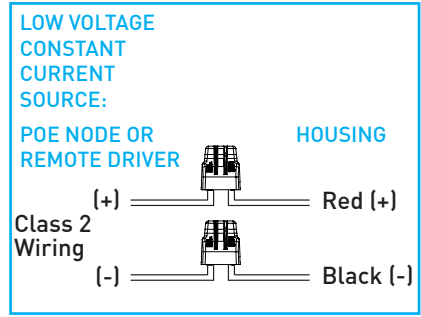 LOW VOLTAGE
CONSTANT
CURRENT
SOURCE:
POE NODE OR
REMOTE DRIVER
HOUSING
(+)
Red (+)
Class 2
Wiring
(-)
Black (-)